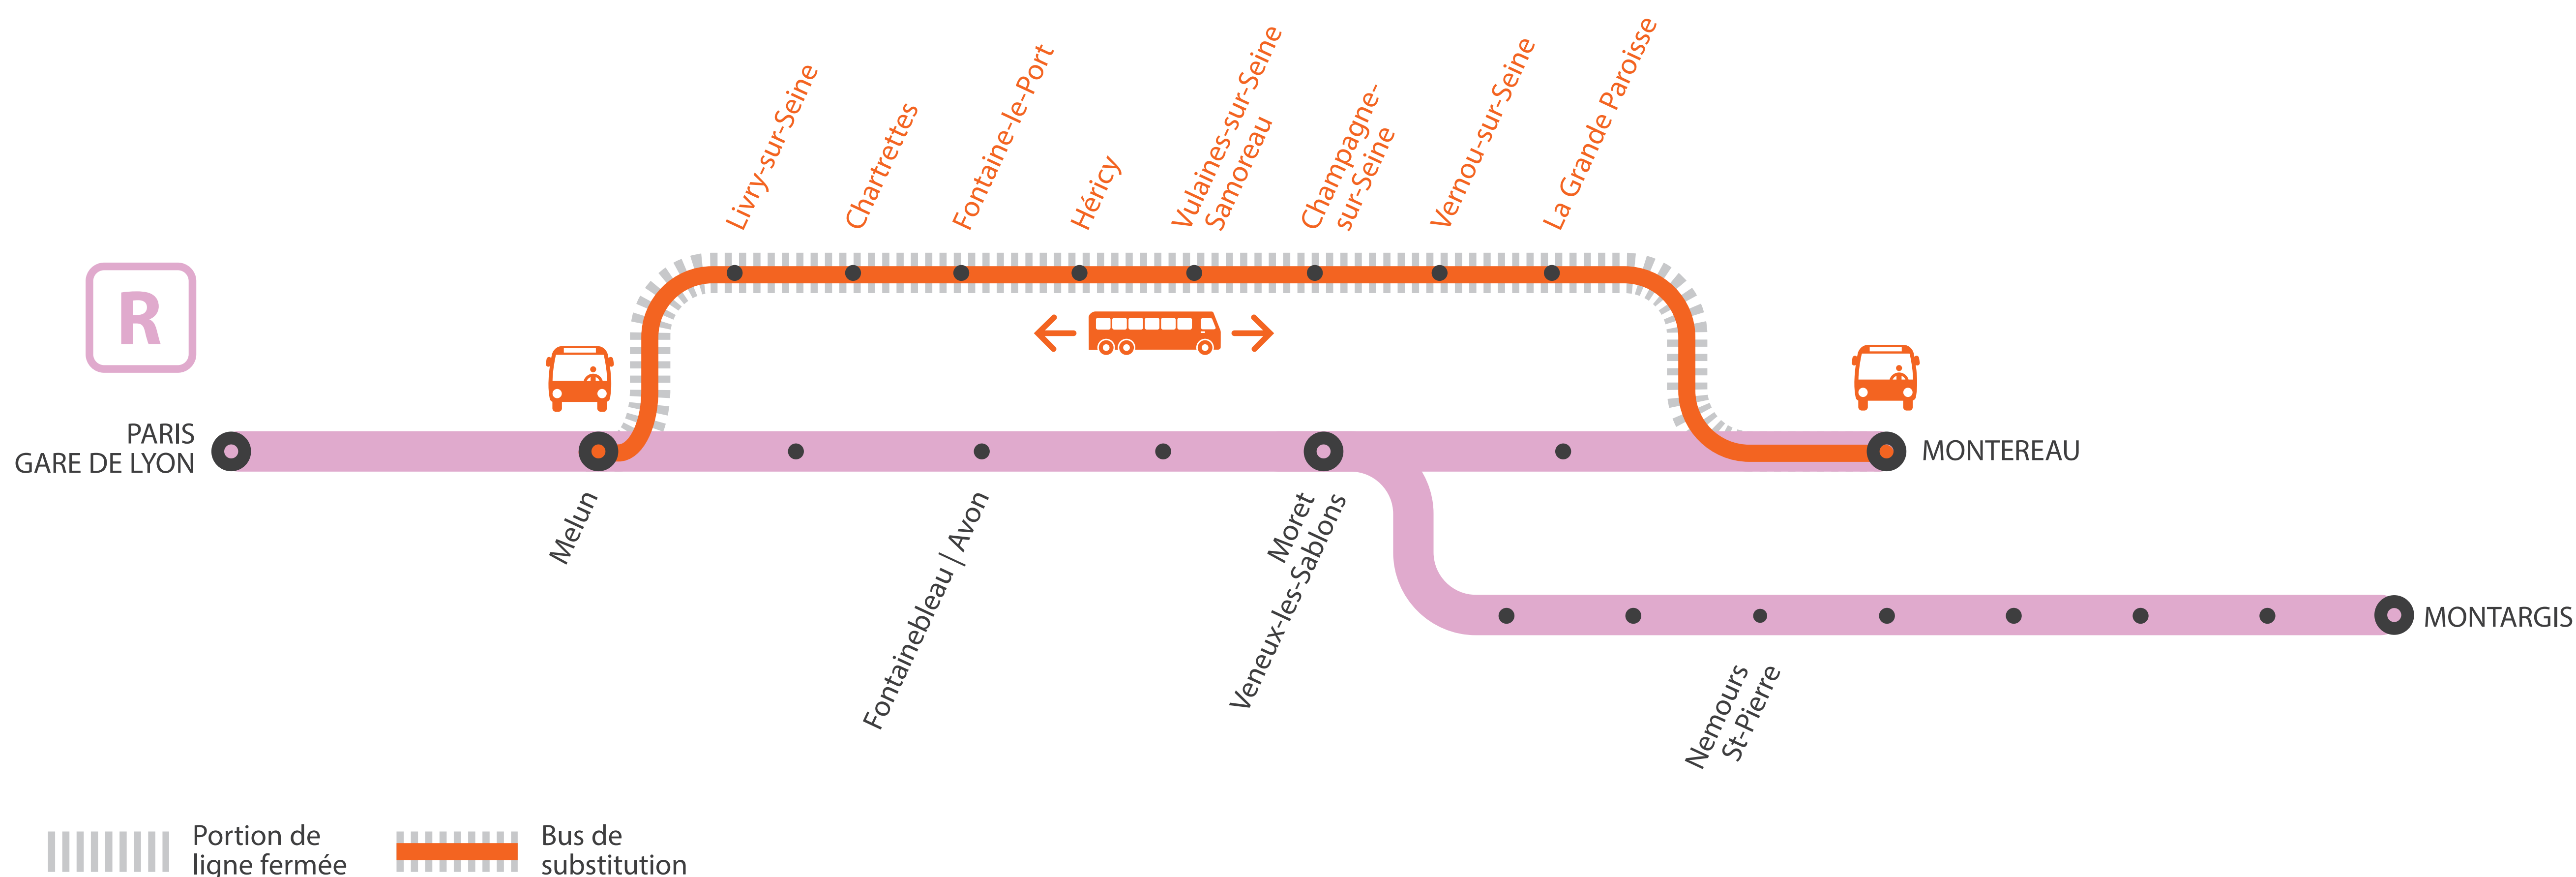 Livry-sur-Seine
Chartrettes
Fontaine-le-Port
Héricy
Vulaines-sur-Seine
Samoreau
Champagne-
sur-Seine
Vernou-sur-Seine
La Grande Paroisse
R
PARIS
GARE DE LYON
MONTEREAU
Melun
Fontainebleau | Avon
Moret
Veneux-les-Sablons
MONTARGIS
Nemours
St-Pierre
Portion de
ligne fermée
Bus de
substitution